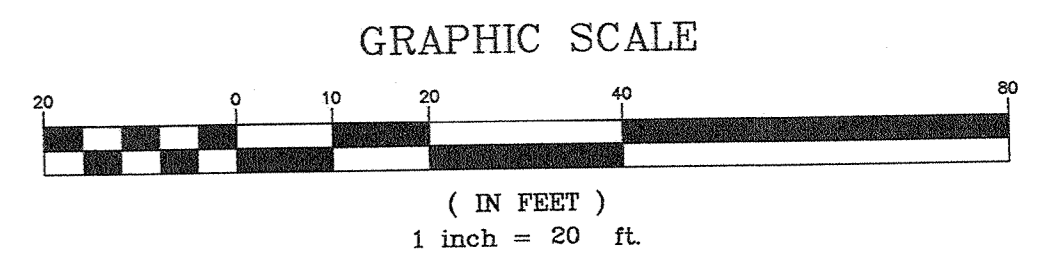 GRAPHIC SCALE
20 0 10 20 40 80
( IN FEET )
1 inch = 20 ft.